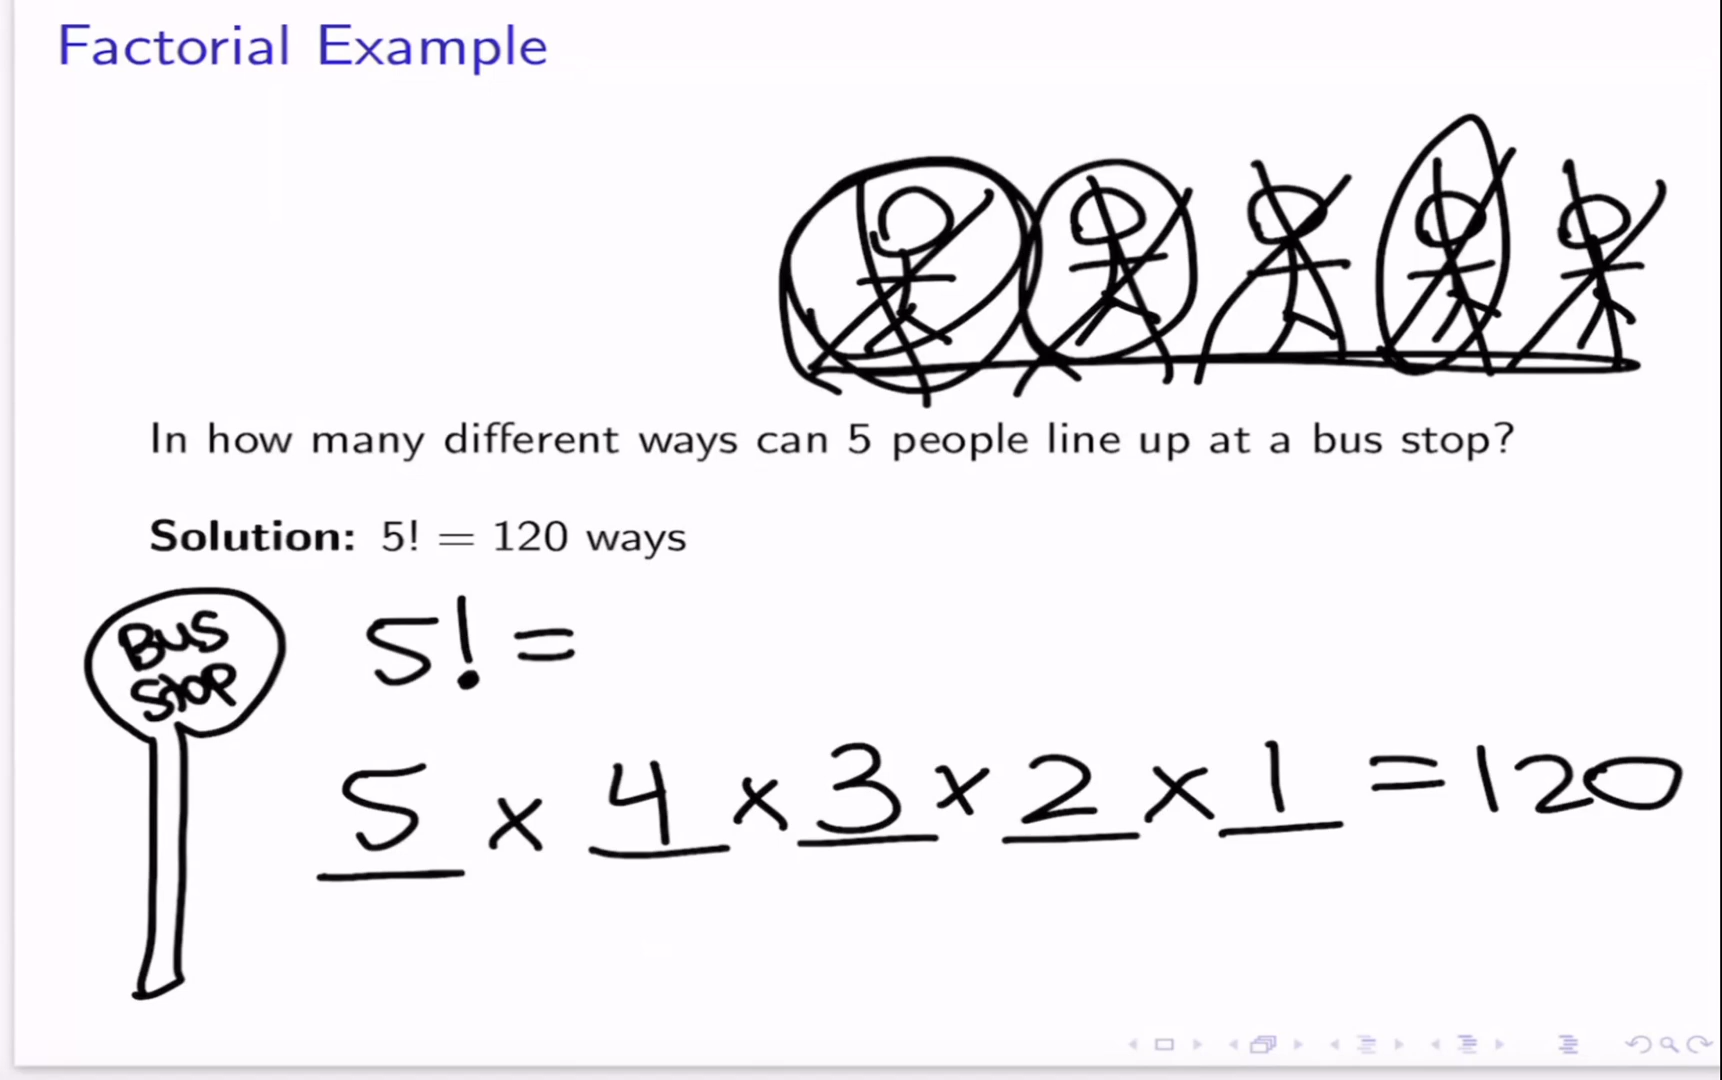 Factorial Example
In how many different ways can 5 people line up at a bus stop?
Solution: 5! = 120 ways
BUS
Stop
5! =
5 × 4 × 3 × 2 × 1 = 120